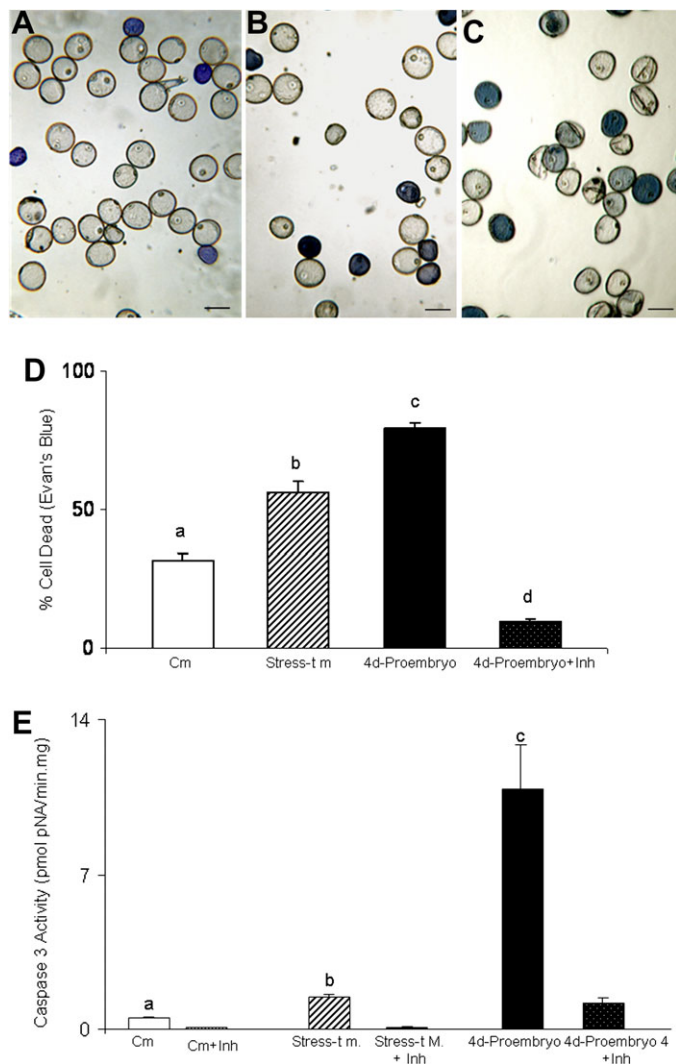 A B C
D
% Cell Dead (Evan's Blue)
100
50
0
a
b
c
d
Cm Stress-t m 4d-Proembryo 4d-Proembryo+Inh
E
Caspase 3 Activity (pmol pNA/min.mg)
14
7
0
a
b
c
Cm Cm+Inh Stress-t m. Stress-t M. 4d-Proembryo 4d-Proembryo 4
+ Inh +Inh